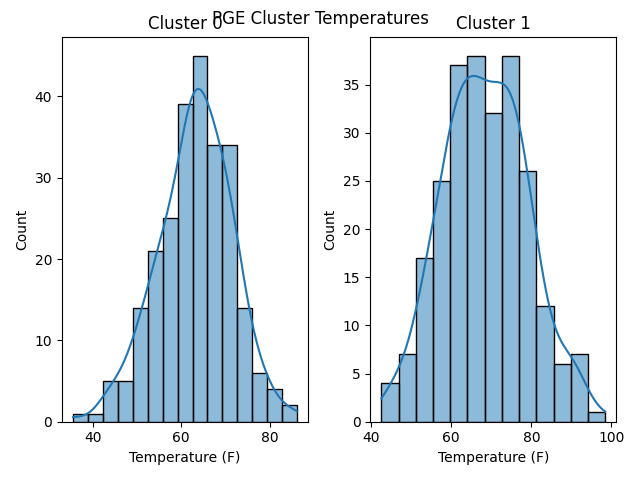 PGE Cluster Temperatures
Cluster 0
Cluster 1
Count
40
30
20
10
0
40 60 80
Temperature (F)
Count
35
30
25
20
15
10
5
0
40 60 80 100
Temperature (F)